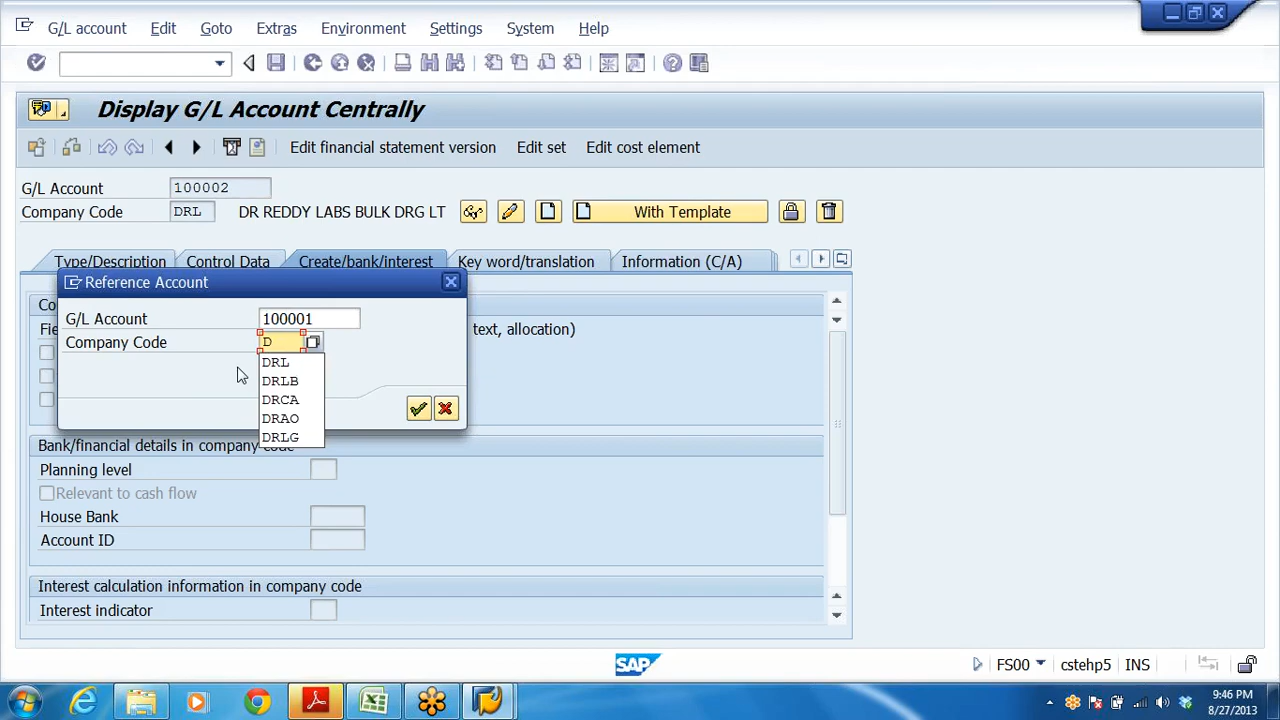 G/L account Edit Goto Extras Environment Settings System Help
Display G/L Account Centrally
Edit financial statement version Edit set Edit cost element
G/L Account 100002
Company Code DRL DR REDDY LABS BULK DRG LT With Template
Type/Description Control Data Create/bank/interest Key word/translation Information (C/A)
Reference Account
Co
G/L Account 100001
Fie text, allocation)
Company Code D
DRL
DRLB
DRCA
DRAO
DRLG
Bank/financial details in company code
Planning level
Relevant to cash flow
House Bank
Account ID
Interest calculation information in company code
Interest indicator
SAP FS00 cstehp5 INS
9:46 PM
8/27/2013